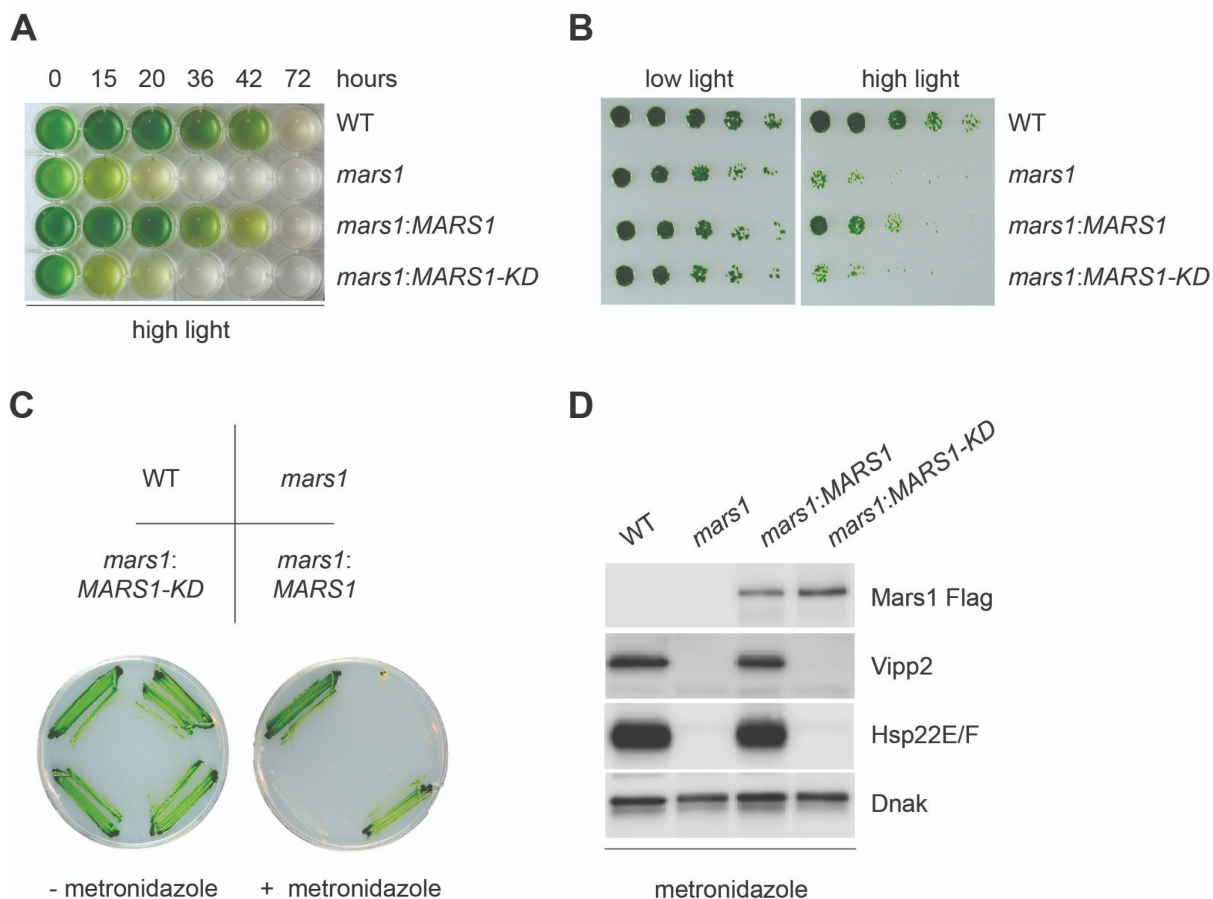 A
0 15 20 36 42 72 hours
WT
mars1
mars1:MARS1
mars1:MARS1-KD
high light
B
low light high light
WT
mars1
mars1:MARS1
mars1:MARS1-KD
C
WT mars1
mars1: mars1:
MARS1-KD MARS1
- metronidazole + metronidazole
D
WT mars1 mars1:MARS1 mars1:MARS1-KD
Mars1 Flag
Vipp2
Hsp22E/F
Dnak
metronidazole